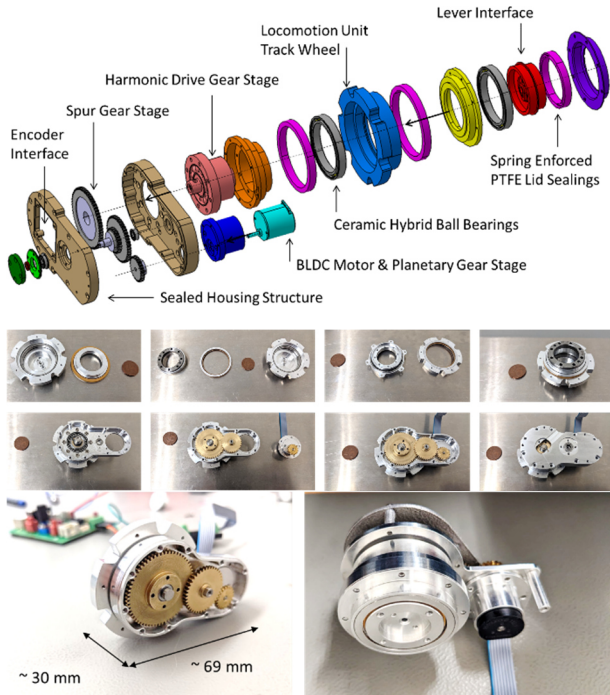 Locomotion Unit
Track Wheel
Lever Interface
Harmonic Drive Gear Stage
Spur Gear Stage
Encoder
Interface
Spring Enforced
PTFE Lid Sealings
Ceramic Hybrid Ball Bearings
BLDC Motor & Planetary Gear Stage
Sealed Housing Structure
~ 30 mm
~ 69 mm